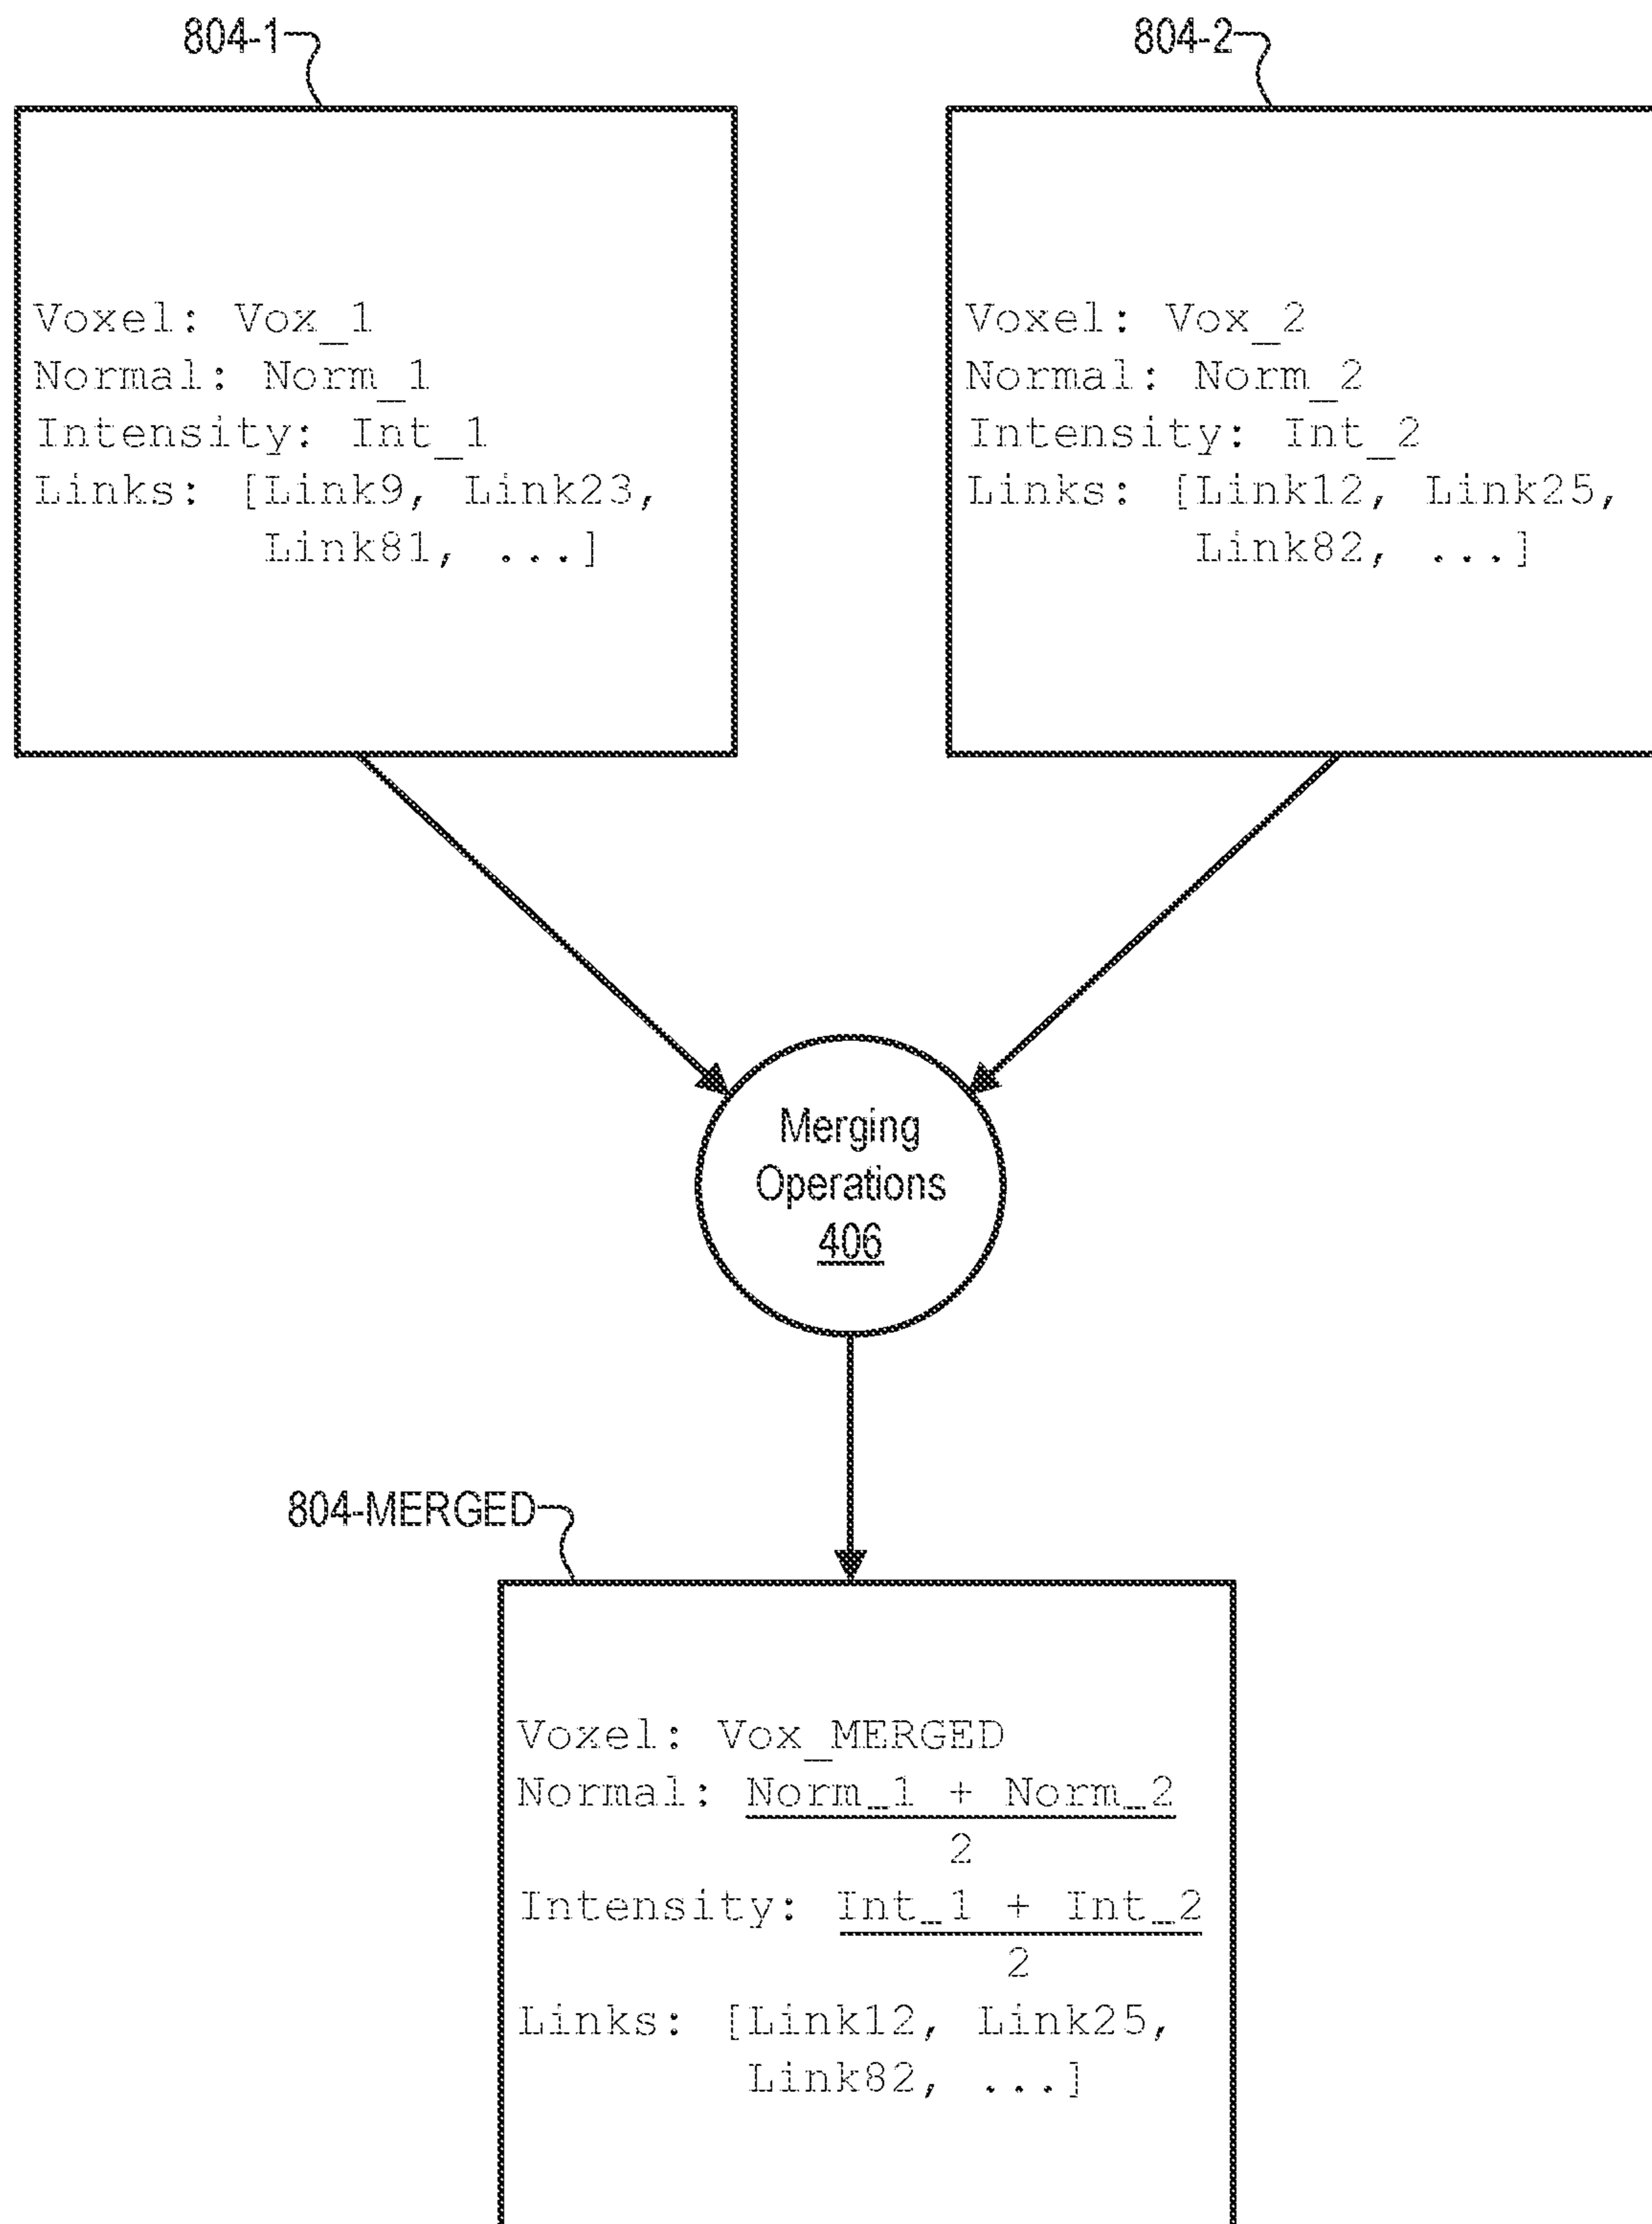 804-1
804-2
Voxel: Vox_1
Normal: Norm_1
Intensity: Int_1
Links: [Link9, Link23,
Link81, ...]
Voxel: Vox_2
Normal: Norm_2
Intensity: Int_2
Links: [Link12, Link25,
Link82, ...]
Merging
Operations
406
804-MERGED
Voxel: Vox_MERGED
Normal: Norm_1 + Norm_2
2
Intensity: Int_1 + Int_2
2
Links: [Link12, Link25,
Link82, ...]